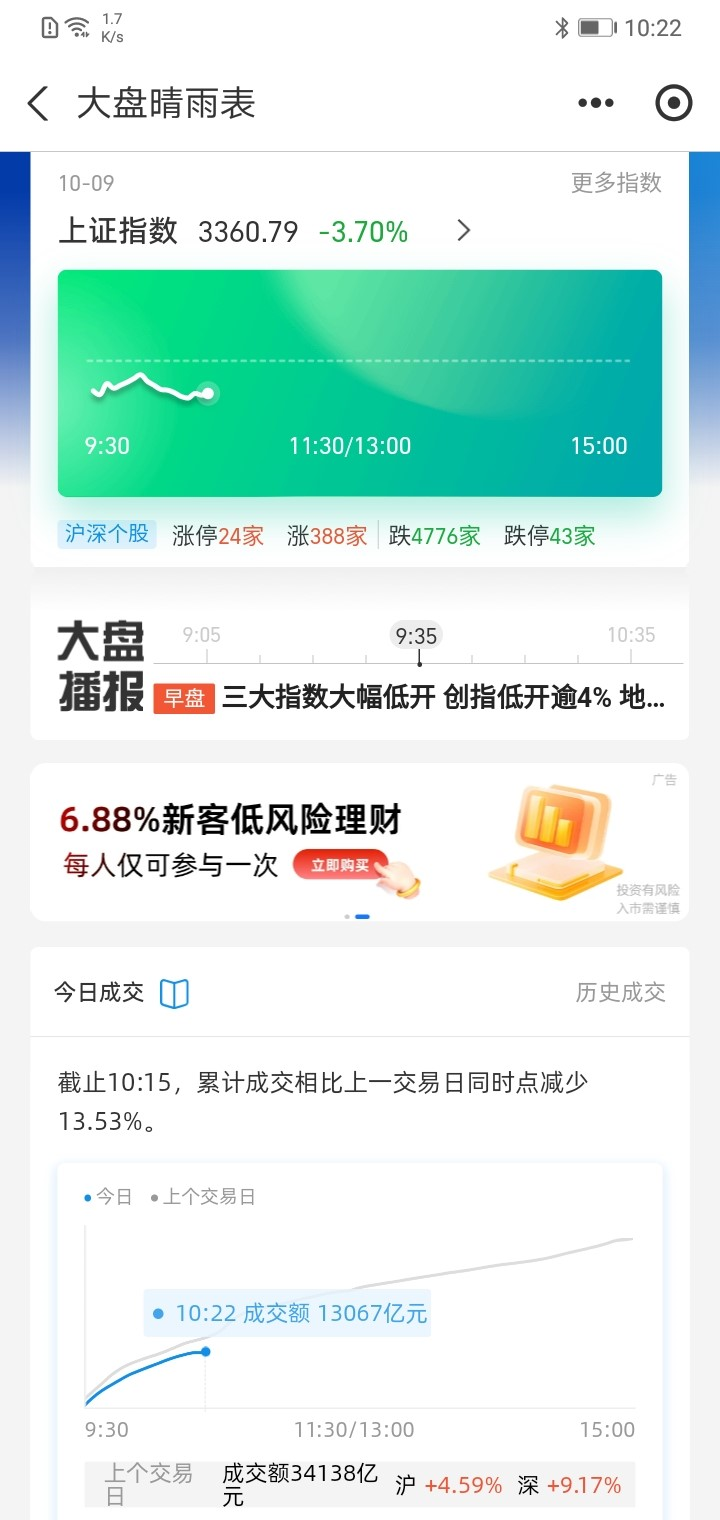 1.7
K/s
10:22
大盘晴雨表
10-09
更多指数
上证指数 3360.79 -3.70%
9:30 11:30/13:00 15:00
沪深个股 涨停24家 涨388家 跌4776家 跌停43家
大盘
播报
9:05 9:35 10:35
早盘 三大指数大幅低开 创指低开逾4% 地...
广告
6.88%新客低风险理财
每人仅可参与一次 立即购买
投资有风险
入市需谨慎
今日成交 历史成交
截止10:15，累计成交相比上一交易日同时点减少
13.53%。
今日 上个交易日
10:22 成交额 13067亿元
9:30 11:30/13:00 15:00
上个交易
日
成交额34138亿
元
沪 +4.59% 深 +9.17%